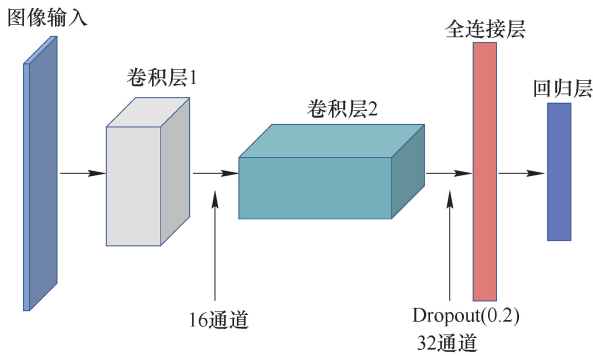 图像输入
卷积层1
卷积层2
全连接层
回归层
16通道
Dropout(0.2)
32通道